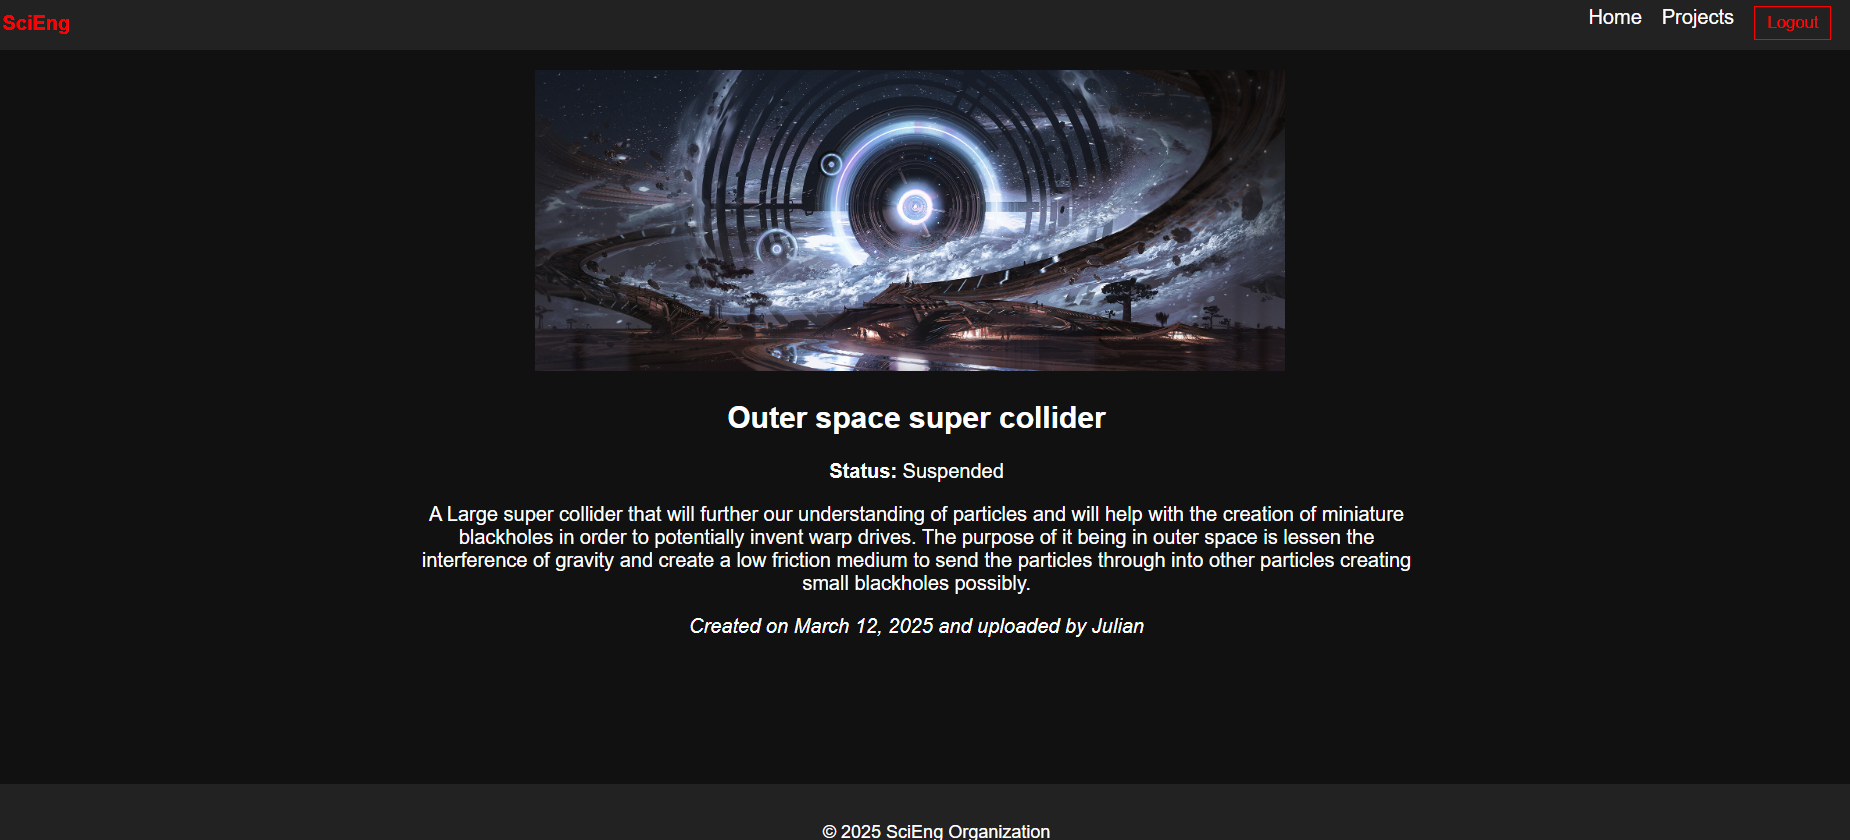 SciEng
Home Projects Logout
Outer space super collider
Status: Suspended
A Large super collider that will further our understanding of particles and will help with the creation of miniature
blackholes in order to potentially invent warp drives. The purpose of it being in outer space is lessen the
interference of gravity and create a low friction medium to send the particles through into other particles creating
small blackholes possibly.
Created on March 12, 2025 and uploaded by Julian
© 2025 SciEng Organization